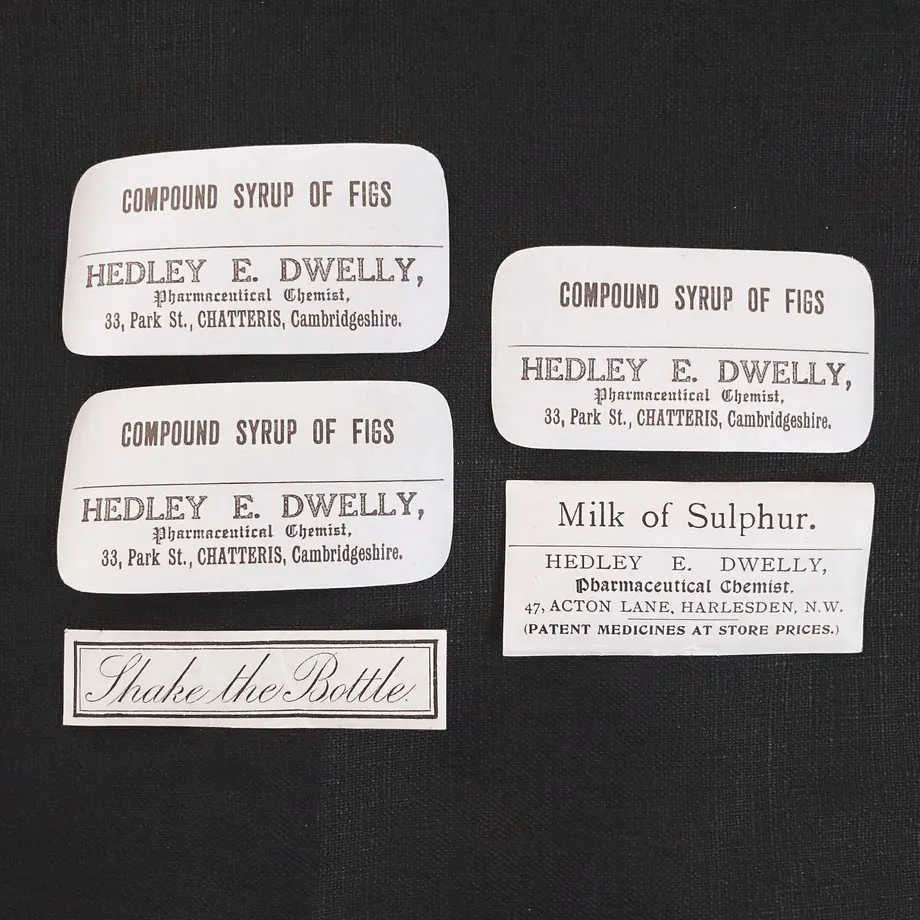 COMPOUND SYRUP OF FIGS
HEDLEY E. DWELLY,
Pharmaceutical Chemist,
33, Park St., CHATTERIS, Cambridgeshire.
COMPOUND SYRUP OF FIGS
HEDLEY E. DWELLY,
Pharmaceutical Chemist,
33, Park St., CHATTERIS, Cambridgeshire.
Shake the Bottle.
COMPOUND SYRUP OF FIGS
HEDLEY E. DWELLY,
Pharmaceutical Chemist,
33, Park St., CHATTERIS, Cambridgeshire.
Milk of Sulphur.
HEDLEY E. DWELLY,
Pharmaceutical Chemist.
47, ACTON LANE, HARLESDEN, N.W.
(PATENT MEDICINES AT STORE PRICES.)